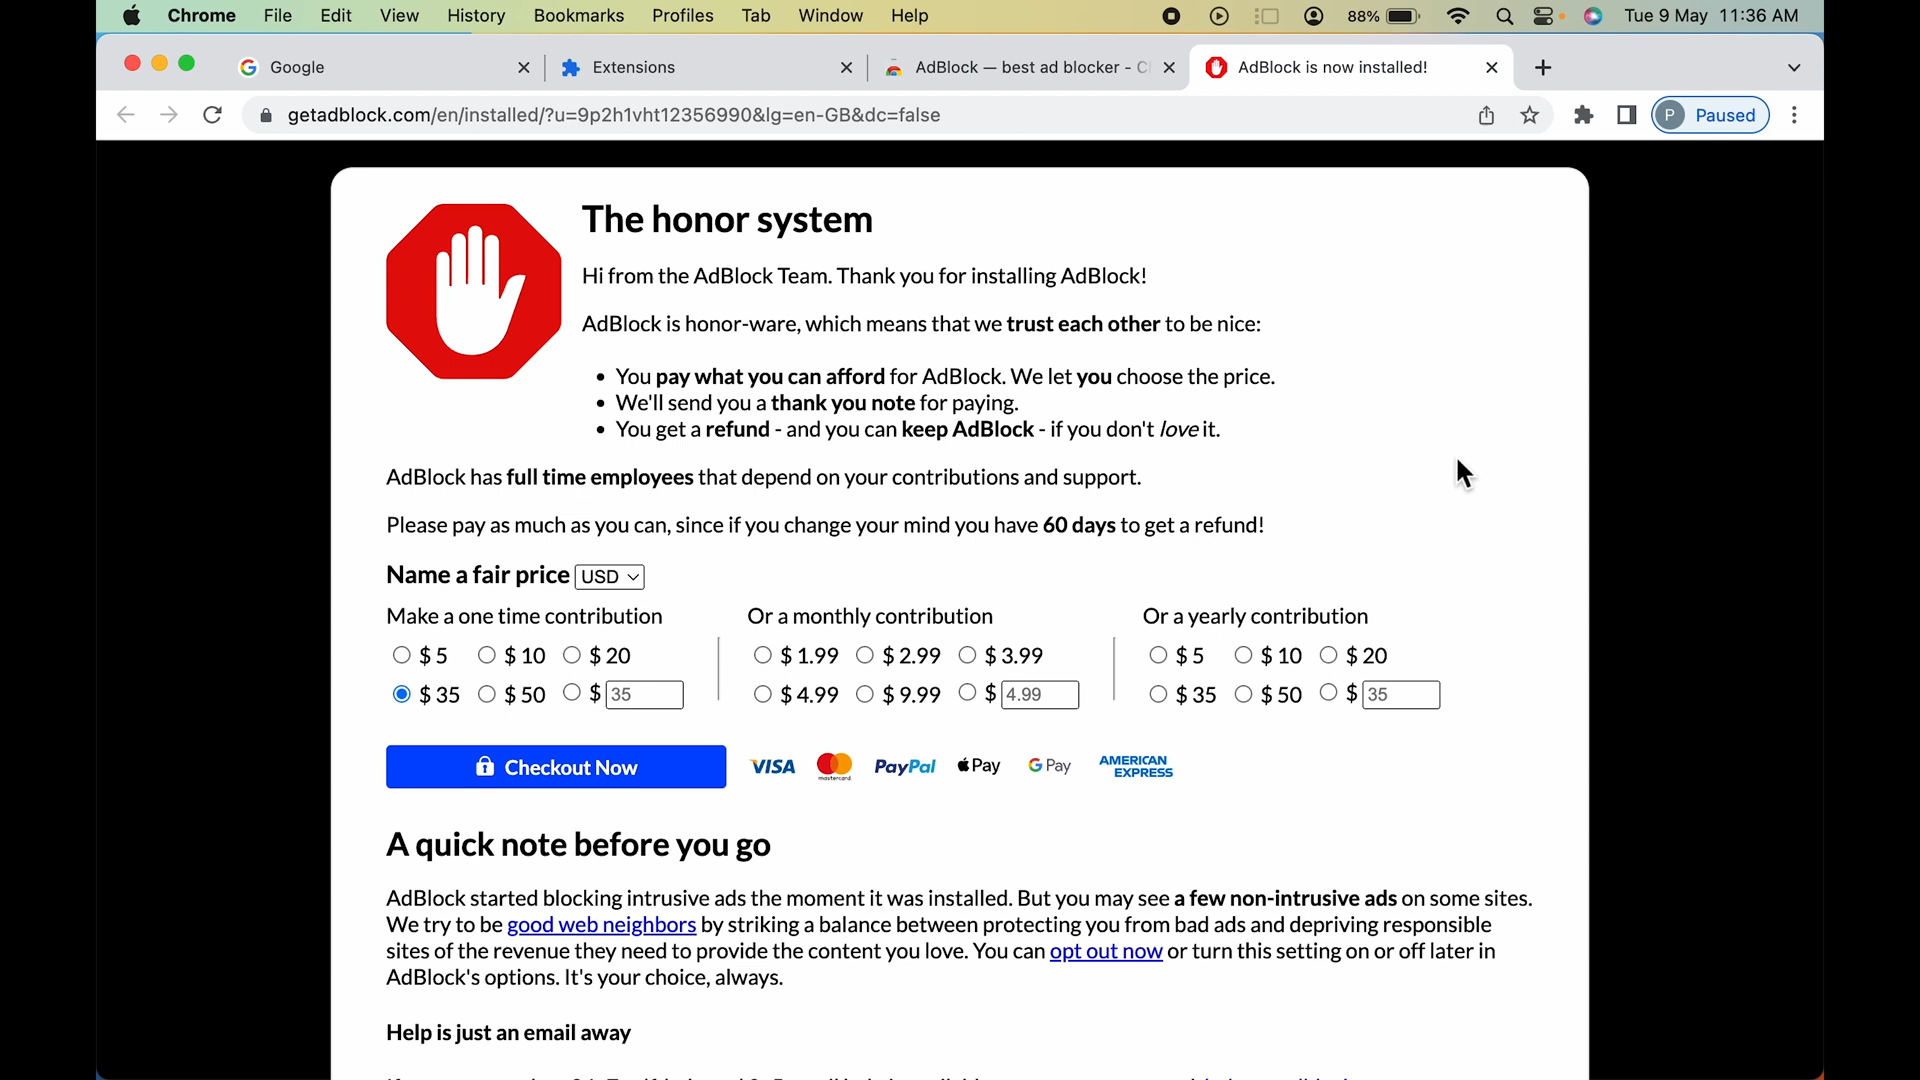 Chrome File Edit View History Bookmarks Profiles Tab Window Help 88% Tue 9 May 11:36 AM
Google Extensions AdBlock — best ad blocker - AdBlock is now installed!
getadblock.com/en/installed/?u=9p2h1vht12356990&lg=en-GB&dc=false P Paused
The honor system
Hi from the AdBlock Team. Thank you for installing AdBlock!
AdBlock is honor-ware, which means that we trust each other to be nice:
• You pay what you can afford for AdBlock. We let you choose the price.
• We'll send you a thank you note for paying.
• You get a refund - and you can keep AdBlock - if you don't love it.
AdBlock has full time employees that depend on your contributions and support.
Please pay as much as you can, since if you change your mind you have 60 days to get a refund!
Name a fair price USD
Make a one time contribution Or a monthly contribution Or a yearly contribution
$ 5 $ 10 $ 20 $ 1.99 $ 2.99 $ 3.99 $ 5 $ 10 $ 20
$ 35 $ 50 $ 35 $ 4.99 $ 9.99 $ 4.99 $ 35 $ 50 $ 35
Checkout Now VISA mastercard PayPal Pay G Pay AMERICAN
EXPRESS
A quick note before you go
AdBlock started blocking intrusive ads the moment it was installed. But you may see a few non-intrusive ads on some sites.
We try to be good web neighbors by striking a balance between protecting you from bad ads and depriving responsible
sites of the revenue they need to provide the content you love. You can opt out now or turn this setting on or off later in
AdBlock's options. It's your choice, always.
Help is just an email away